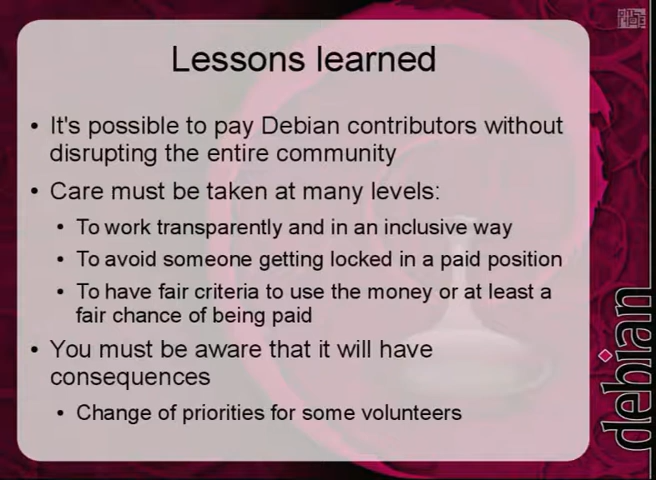 Lessons learned
• It's possible to pay Debian contributors without
disrupting the entire community
• Care must be taken at many levels:
• To work transparently and in an inclusive way
• To avoid someone getting locked in a paid position
• To have fair criteria to use the money or at least a
fair chance of being paid
• You must be aware that it will have
consequences
• Change of priorities for some volunteers
debian